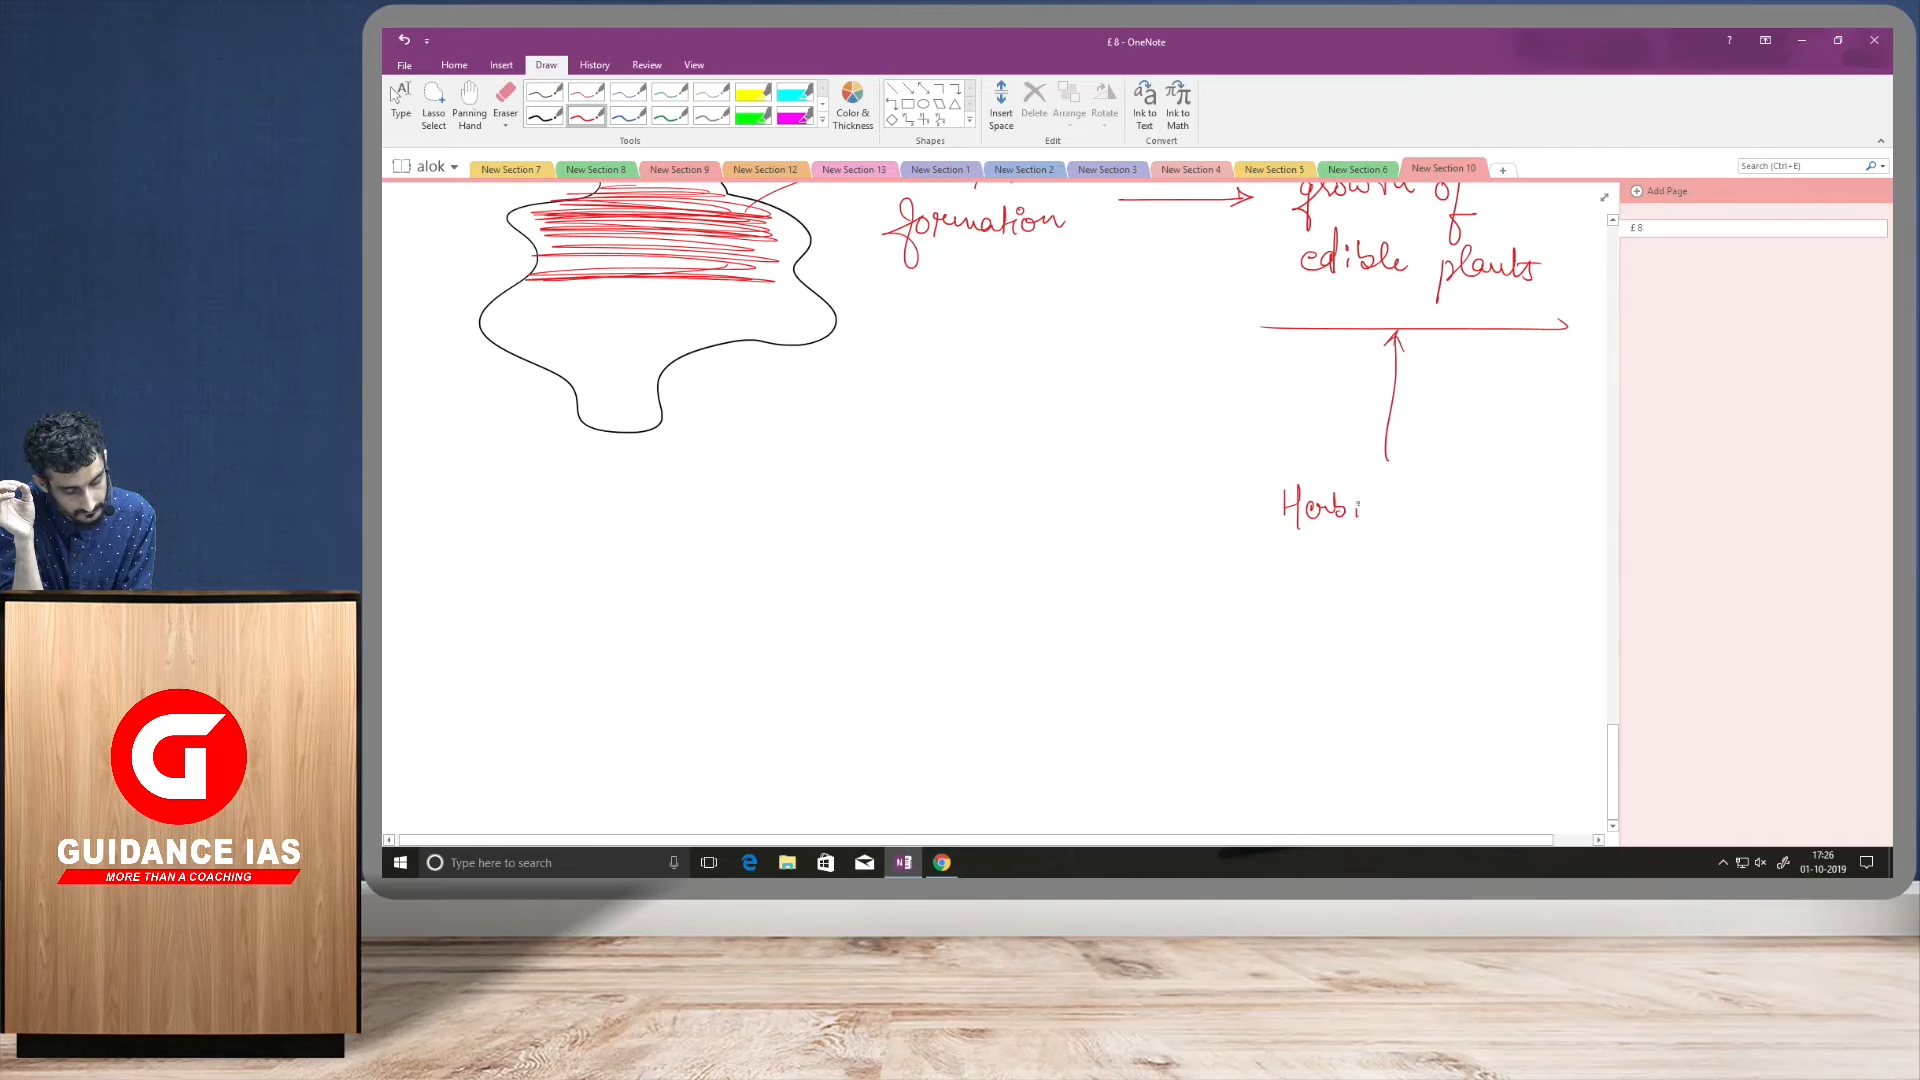 £ 8 - OneNote
?
File Home Insert Draw History Review View
Type
Lasso Select
Panning Hand
Eraser
Color & Thickness
Insert Space
Delete
Arrange
Rotate
Ink to Text
Ink to Math
Tools
Shapes
Edit
Convert
alok
New Section 7
New Section 8
New Section 9
New Section 12
New Section 13
New Section 1
New Section 2
New Section 3
New Section 4
New Section 5
New Section 6
New Section 10
Search (Ctrl+E)
Add Page
£ 8
growth of
formation
edible plants
Herbi
G
GUIDANCE IAS
MORE THAN A COACHING
Type here to search
17:26
01-10-2019